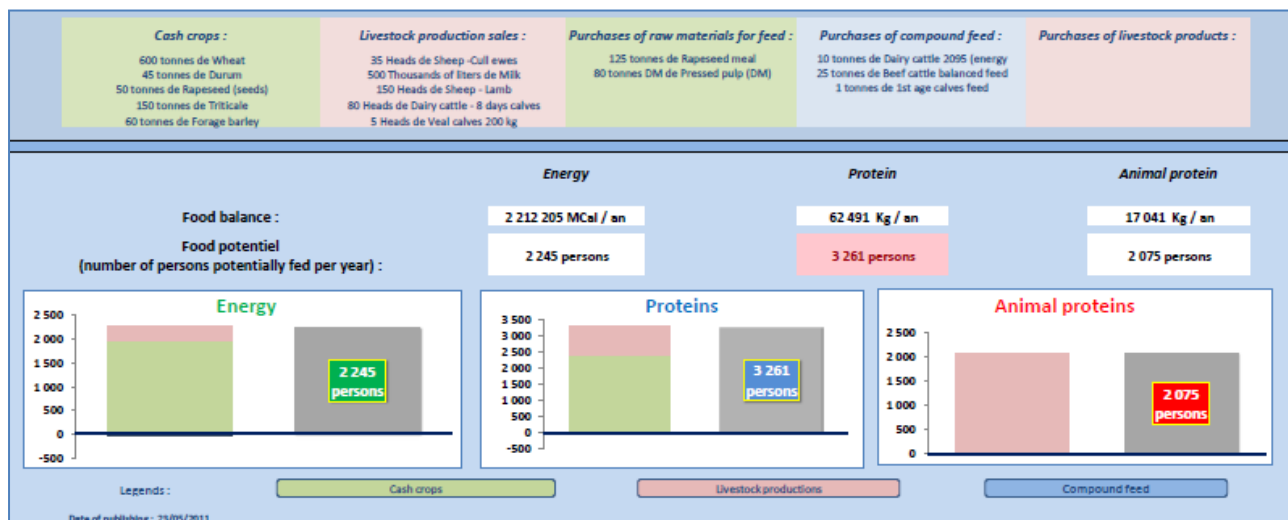 Cash crops :
600 tonnes de Wheat
45 tonnes de Durum
50 tonnes de Rapeseed (seeds)
150 tonnes de Triticale
60 tonnes de Forage barley
Livestock production sales :
35 Heads de Sheep -Cull ewes
500 Thousands of liters de Milk
150 Heads de Sheep - Lamb
80 Heads de Dairy cattle - 8 days calves
5 Heads de Veal calves 200 kg
Purchases of raw materials for feed :
125 tonnes de Rapeseed meal
80 tonnes DM de Pressed pulp (DM)
Purchases of compound feed :
10 tonnes de Dairy cattle 2095 (energy
25 tonnes de Beef cattle balanced feed
1 tonnes de 1st age calves feed
Purchases of livestock products :
Energy Protein Animal protein
Food balance : 2 212 205 MCal / an 62 491 Kg / an 17 041 Kg / an
Food potentiel
(number of persons potentially fed per year) : 2 245 persons 3 261 persons 2 075 persons
Energy
2 500
2 000
1 500
1 000
500
0
-500
2 245
persons
Proteins
3 500
3 000
2 500
2 000
1 500
1 000
500
0
-500
3 261
persons
Animal proteins
2 500
2 000
1 500
1 000
500
0
2 075
persons
Legends : Cash crops Livestock productions Compound feed
Date of publishing : 23/05/2011